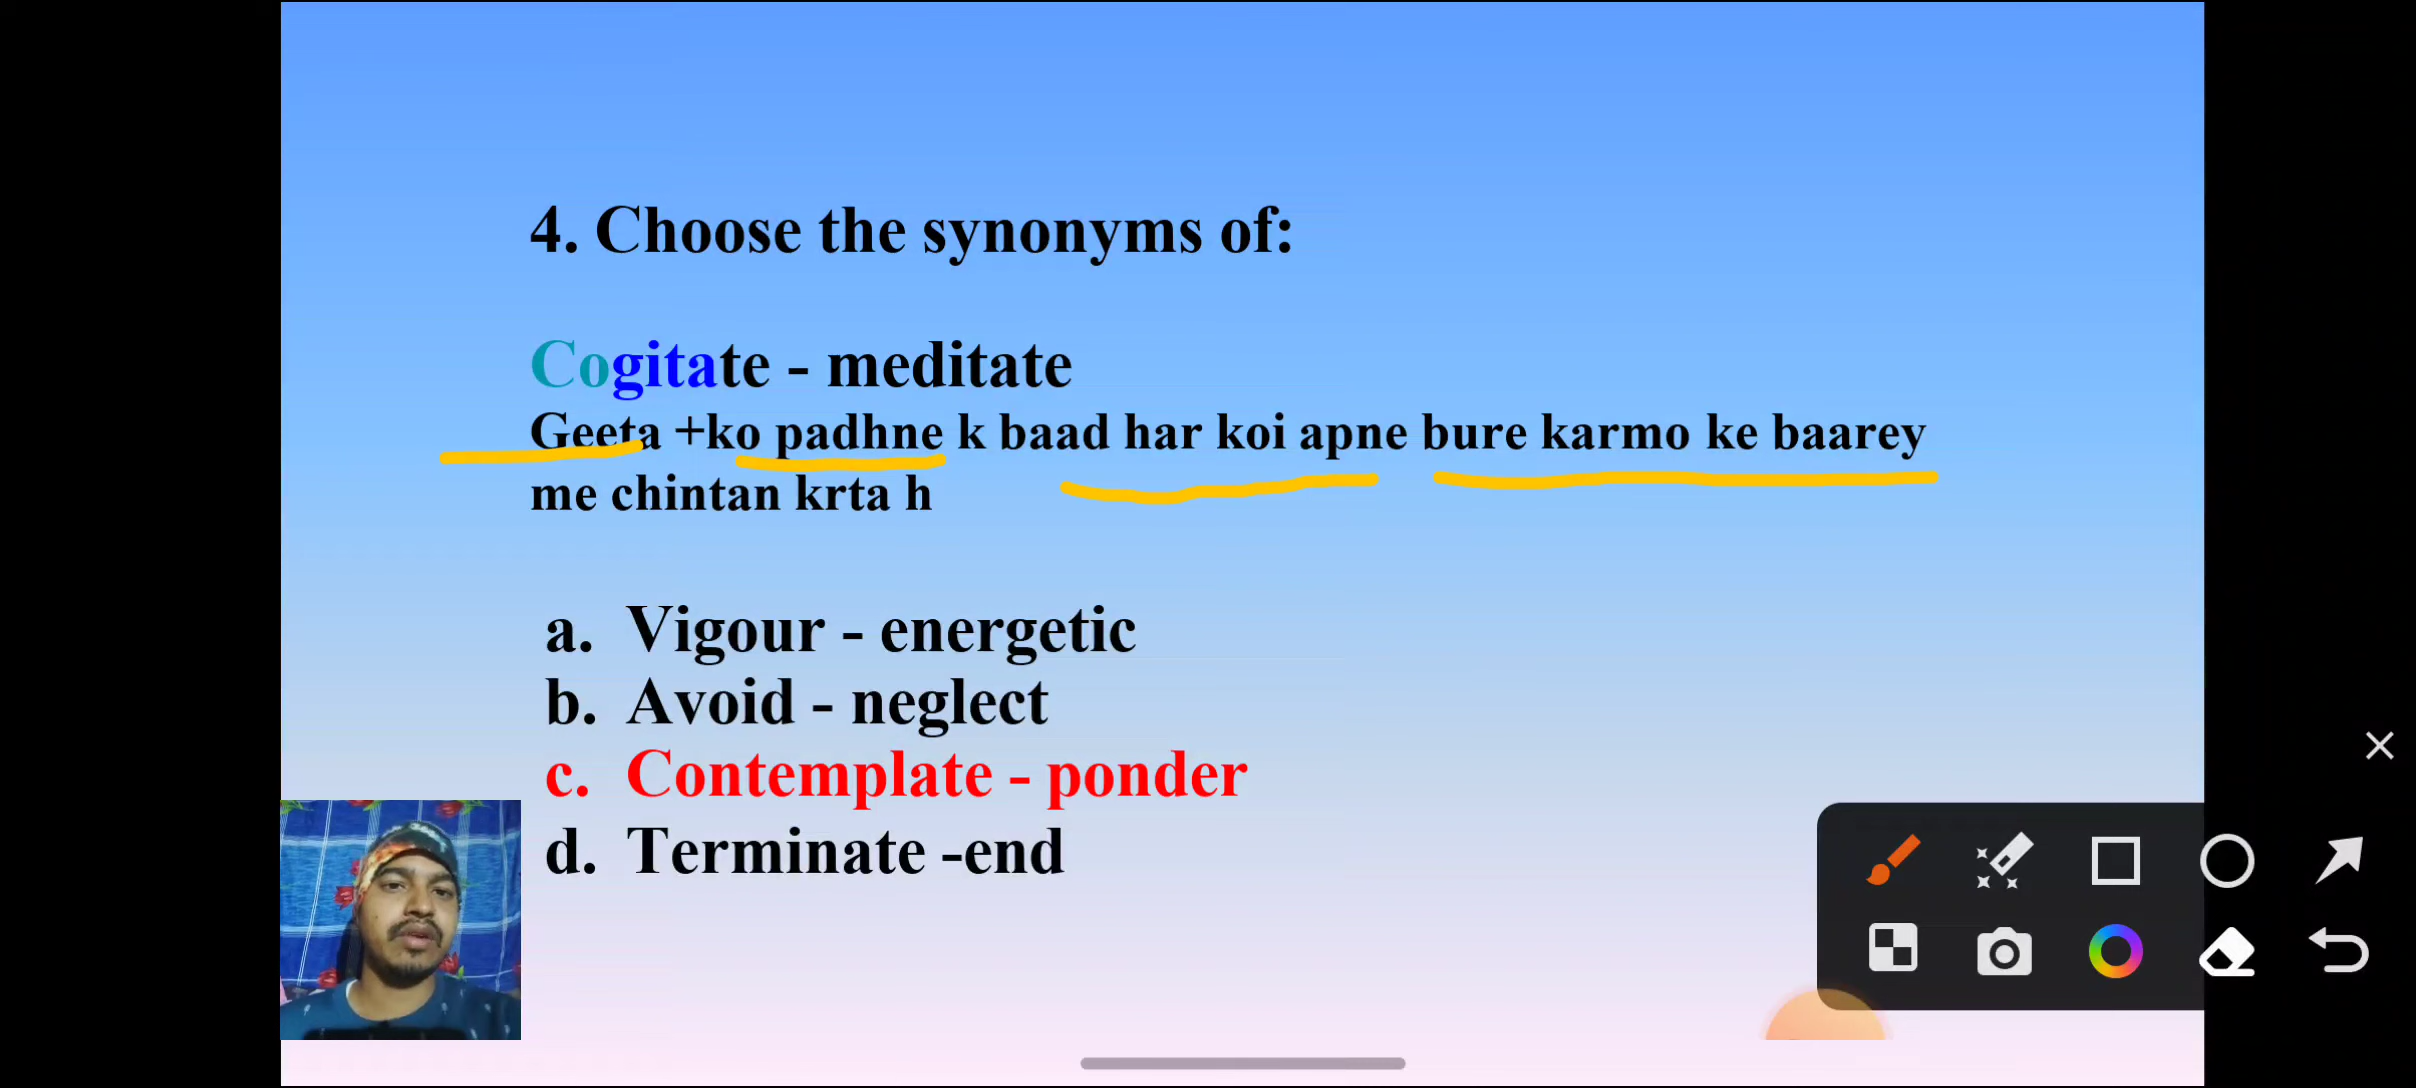 4. Choose the synonyms of:
Cogitate - meditate
Geeta +ko padhne k baad har koi apne bure karmo ke baarey
me chintan krta h
a. Vigour - energetic
b. Avoid - neglect
c. Contemplate - ponder
d. Terminate -end